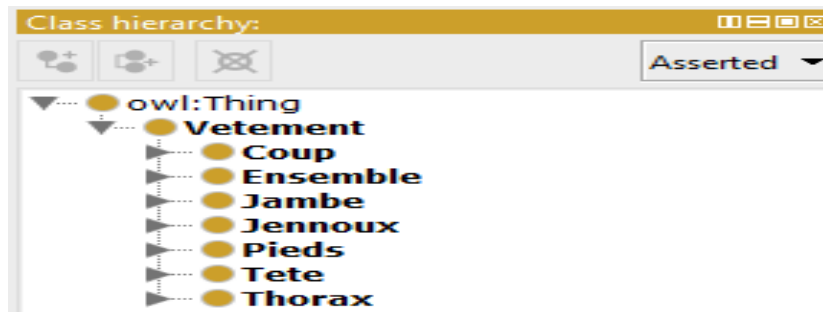 Class hierarchy:
Asserted
owl:Thing
Vetement
Coup
Ensemble
Jambe
Jennoux
Pieds
Tete
Thorax